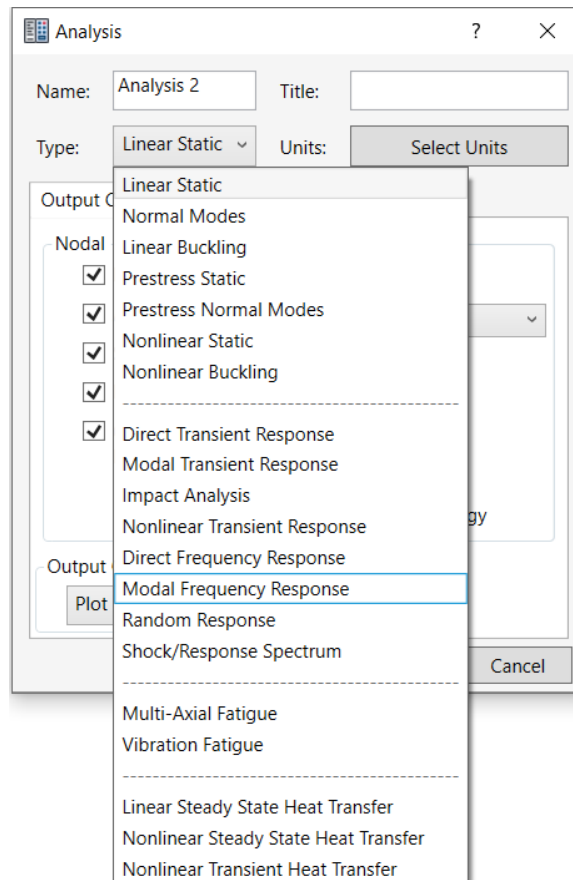 Analysis ?
Name: Analysis 2 Title:
Type: Linear Static Units: Select Units
Linear Static
Output
Normal Modes
Nodal Linear Buckling
Prestress Static
Prestress Normal Modes
Nonlinear Static
Nonlinear Buckling
Direct Transient Response
Modal Transient Response
Impact Analysis
Nonlinear Transient Response gy
Direct Frequency Response
Output
Modal Frequency Response
Plot
Random Response
Shock/Response Spectrum
Cancel
Multi-Axial Fatigue
Vibration Fatigue
Linear Steady State Heat Transfer
Nonlinear Steady State Heat Transfer
Nonlinear Transient Heat Transfer